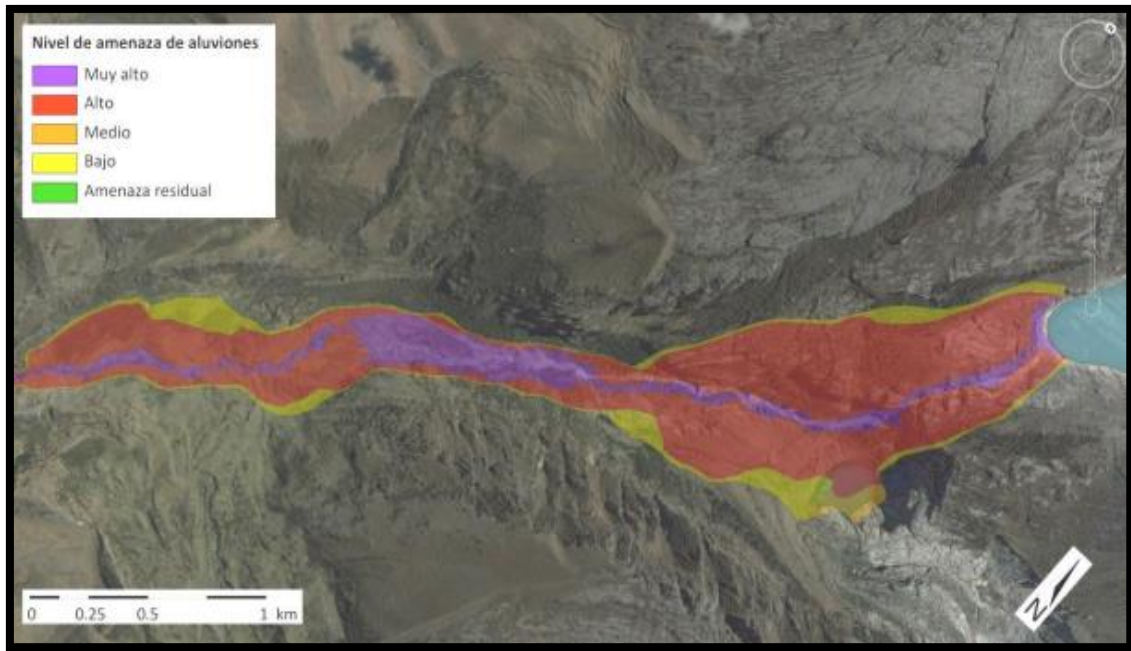 Nivel de amenaza de aluviones
Muy alto
Alto
Medio
Bajo
Amenaza residual
0 0.25 0.5 1 km
N